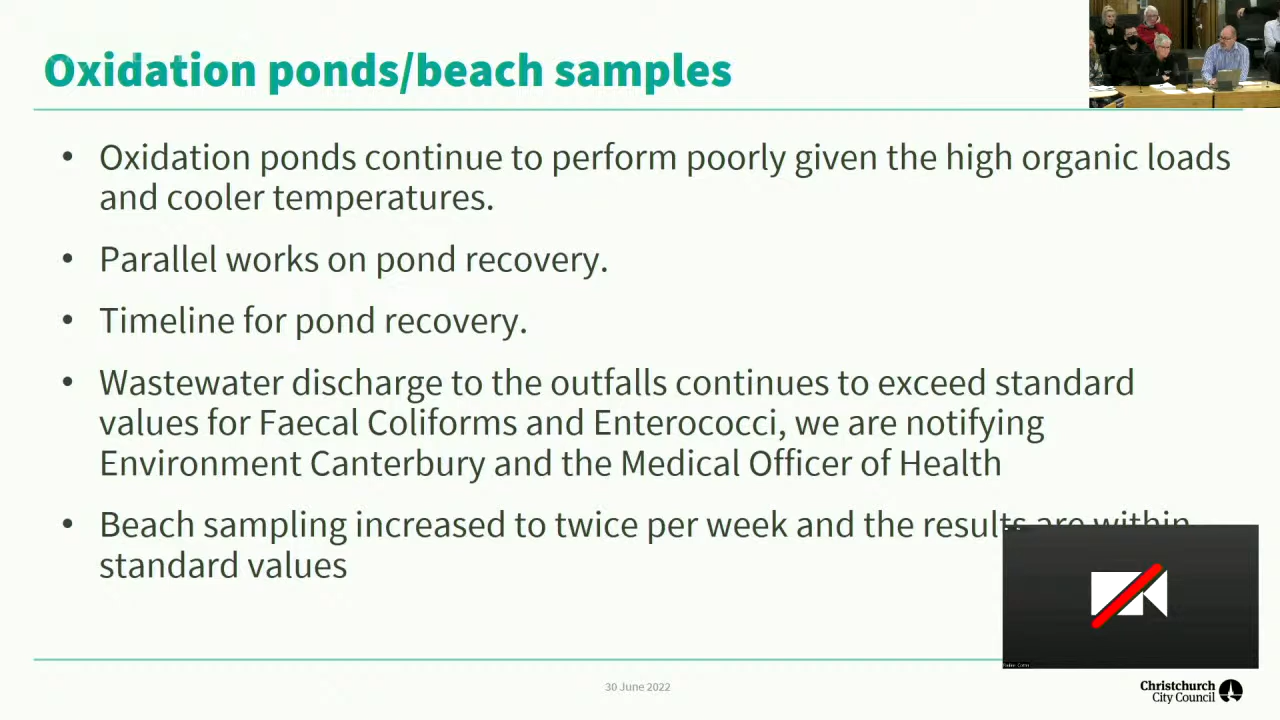 Oxidation ponds/beach samples
• Oxidation ponds continue to perform poorly given the high organic loads
and cooler temperatures.
• Parallel works on pond recovery.
• Timeline for pond recovery.
• Wastewater discharge to the outfalls continues to exceed standard
values for Faecal Coliforms and Enterococci, we are notifying
Environment Canterbury and the Medical Officer of Health
• Beach sampling increased to twice per week and the results are within
standard values
30 June 2022
Christchurch
City Council